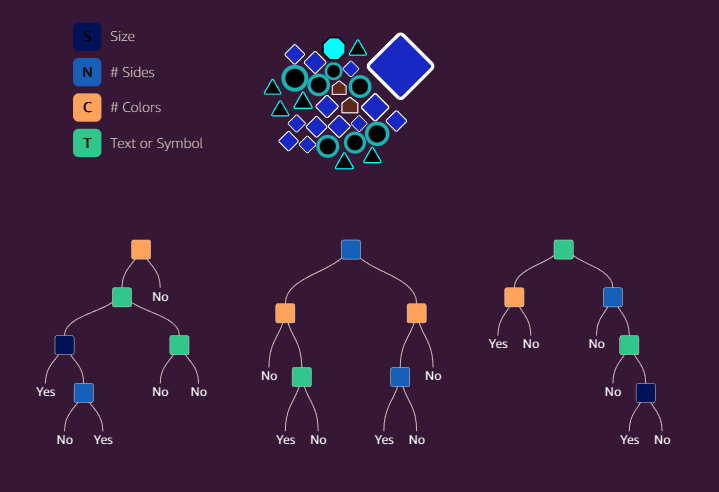 S Size
N # Sides
C # Colors
T Text or Symbol
No
Yes No No
No Yes
No No
Yes No Yes No
Yes No No
No
Yes No